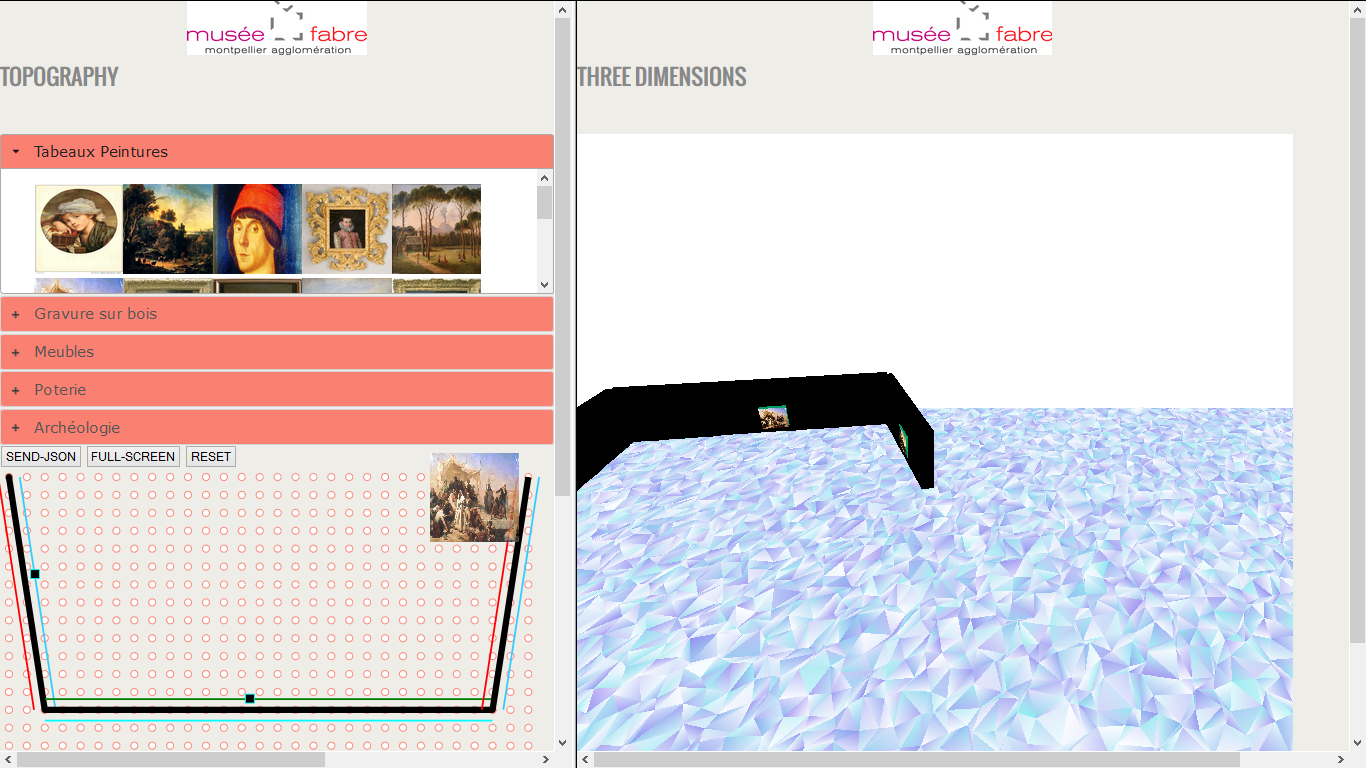 musée fabre
montpellier agglomération
TOPOGRAPHY
Tabeaux Peintures
Gravure sur bois
Meubles
Poterie
Archéologie
SEND-JSON FULL-SCREEN RESET
musée fabre
montpellier agglomération
THREE DIMENSIONS